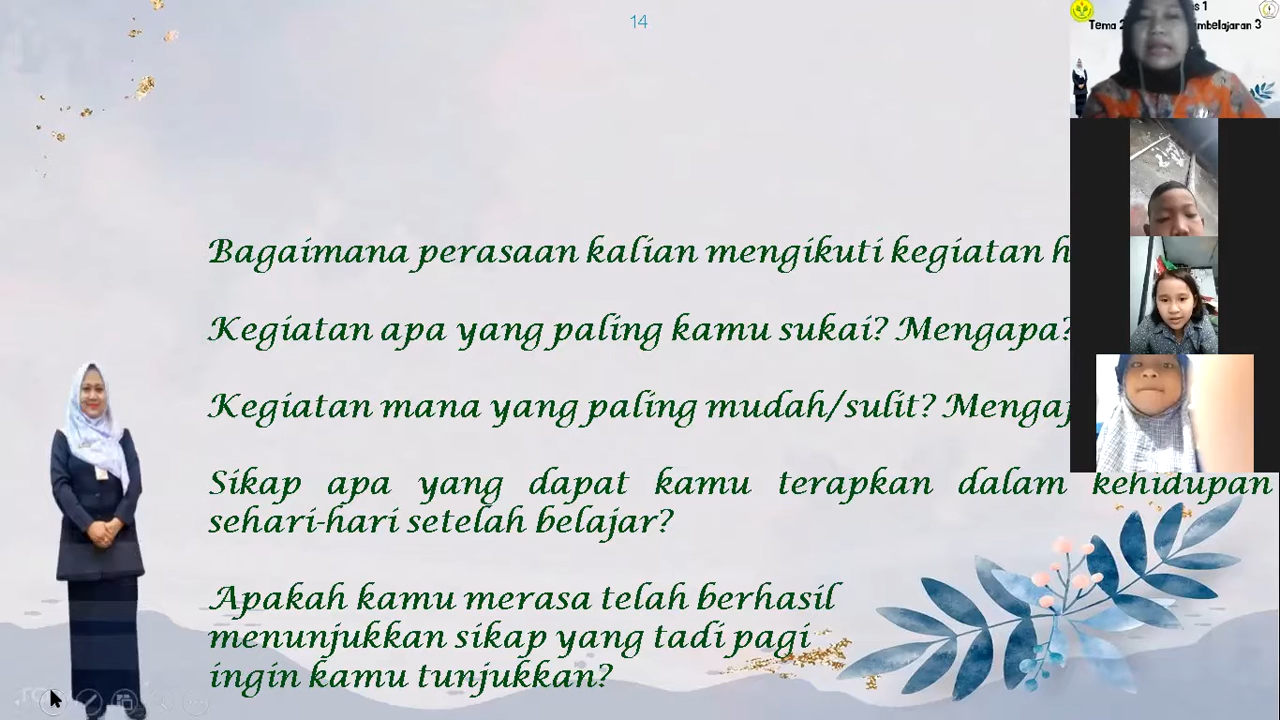 14
Bagaimana perasaan kalian mengikuti kegiatan
Kegiatan apa yang paling kamu sukai? Mengapa?
Kegiatan mana yang paling mudah/sulit?
Sikap apa yang dapat kamu terapkan dalam kehidupan
sehari-hari setelah belajar?
Apakah kamu merasa telah berhasil
menunjukkan sikap yang tadi pagi
ingin kamu tunjukkan?
1
Tema
3